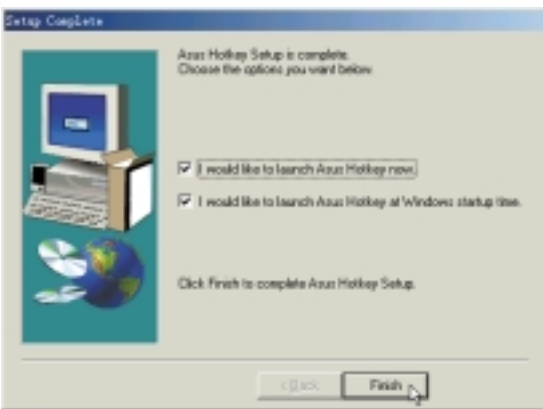 Setup Complete
Asus Hotkey Setup is complete.
Choose the options you want below.
I would like to launch Asus Hotkey now.
I would like to launch Asus Hotkey at Windows startup time.
Click Finish to complete Asus Hotkey Setup.
< Back
Finish